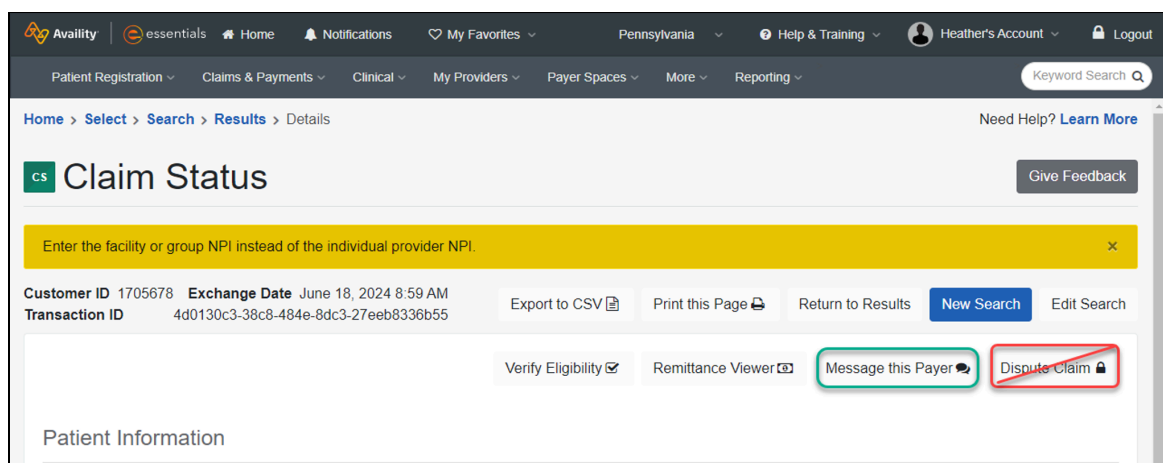 Availity essentials Home Notifications My Favorites Pennsylvania Help & Training Heather's Account Logout
Patient Registration Claims & Payments Clinical My Providers Payer Spaces More Reporting Keyword Search
Home > Select > Search > Results > Details Need Help? Learn More
CS Claim Status Give Feedback
Enter the facility or group NPI instead of the individual provider NPI. ×
Customer ID 1705678 Exchange Date June 18, 2024 8:59 AM
Transaction ID 4d0130c3-38c8-484e-8dc3-27eeb8336b55
Export to CSV Print this Page Return to Results New Search Edit Search
Verify Eligibility Remittance Viewer Message this Payer Dispute Claim
Patient Information